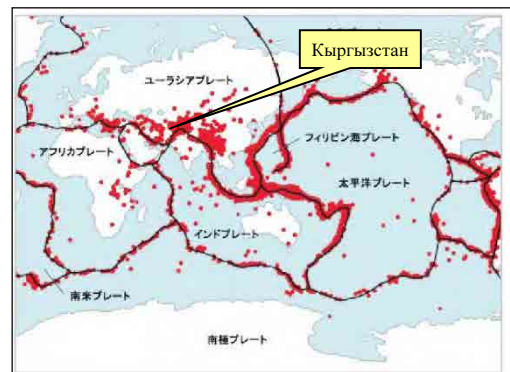 Кыргызстан
ユーラシアプレート
フィリピン海プレート
アフリカプレート
太平洋プレート
インドプレート
南米プレート
南極プレート